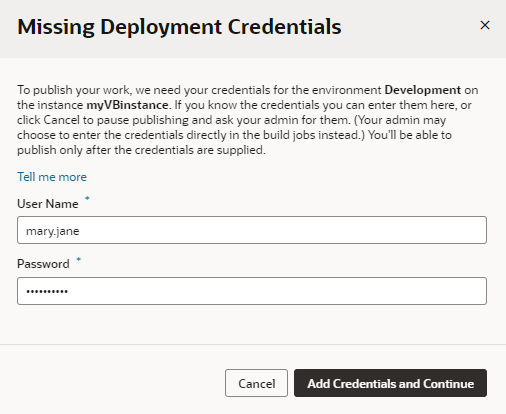 Missing Deployment Credentials
To publish your work, we need your credentials for the environment Development on
the instance myVBinstance. If you know the credentials you can enter them here, or
click Cancel to pause publishing and ask your admin for them. (Your admin may
choose to enter the credentials directly in the build jobs instead.) You'll be able to
publish only after the credentials are supplied.
Tell me more
User Name *
mary.jane
Password *
••••••••••
Cancel Add Credentials and Continue